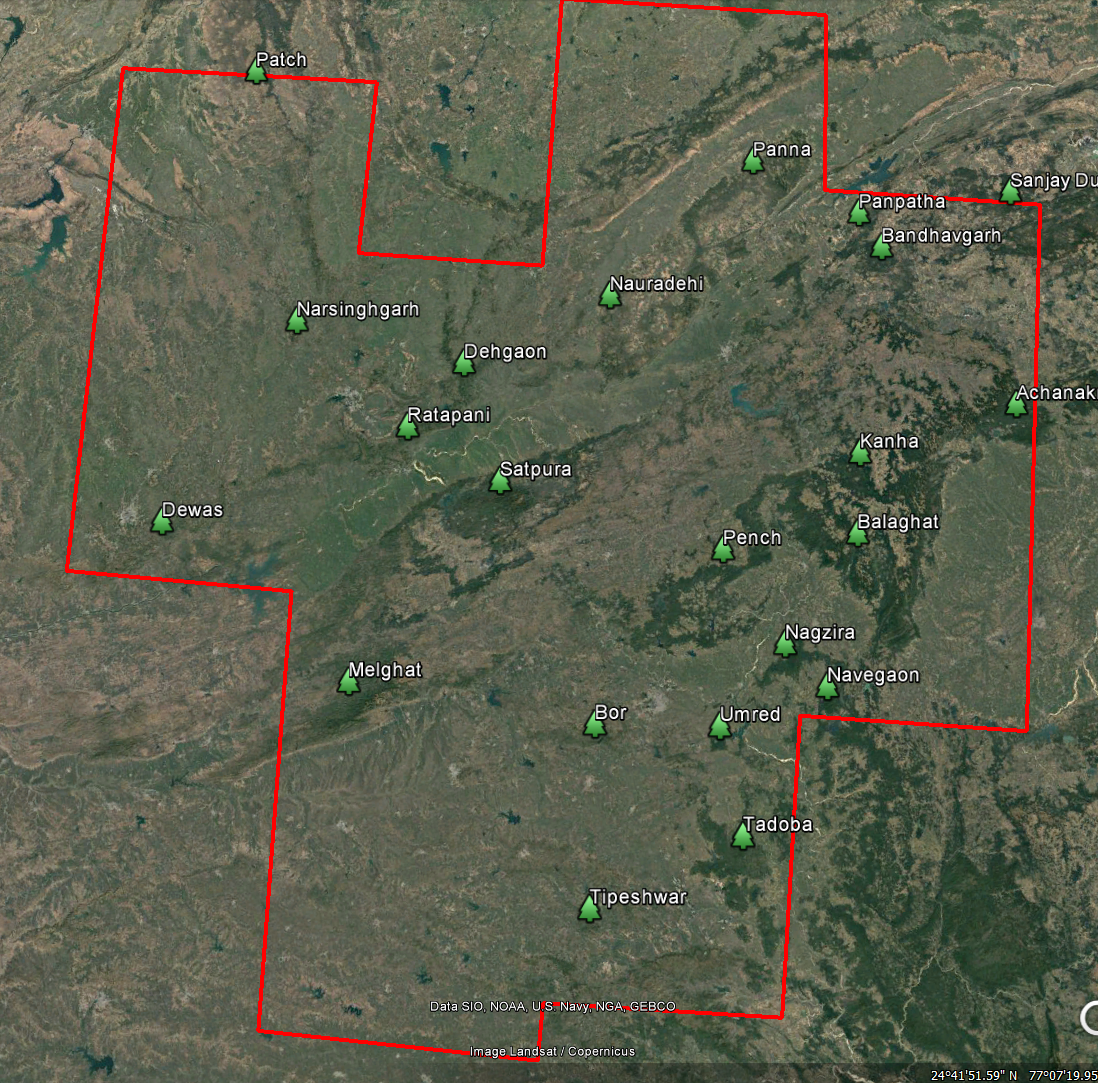 Patch
Panna
Sanjay Du
Panpatha
Bandhavgarh
Nauradehi
Narsinghgarh
Dehgaon
Achanak
Ratapani
Kanha
Satpura
Dewas
Balaghat
Pench
Nagzira
Melghat
Navegaon
Bor
Umred
Tadoba
Tipeshwar
Data SIO, NOAA, U.S. Navy, NGA, GEBCO
Image Landsat / Copernicus
24°41'51.59" N 77°07'19.95